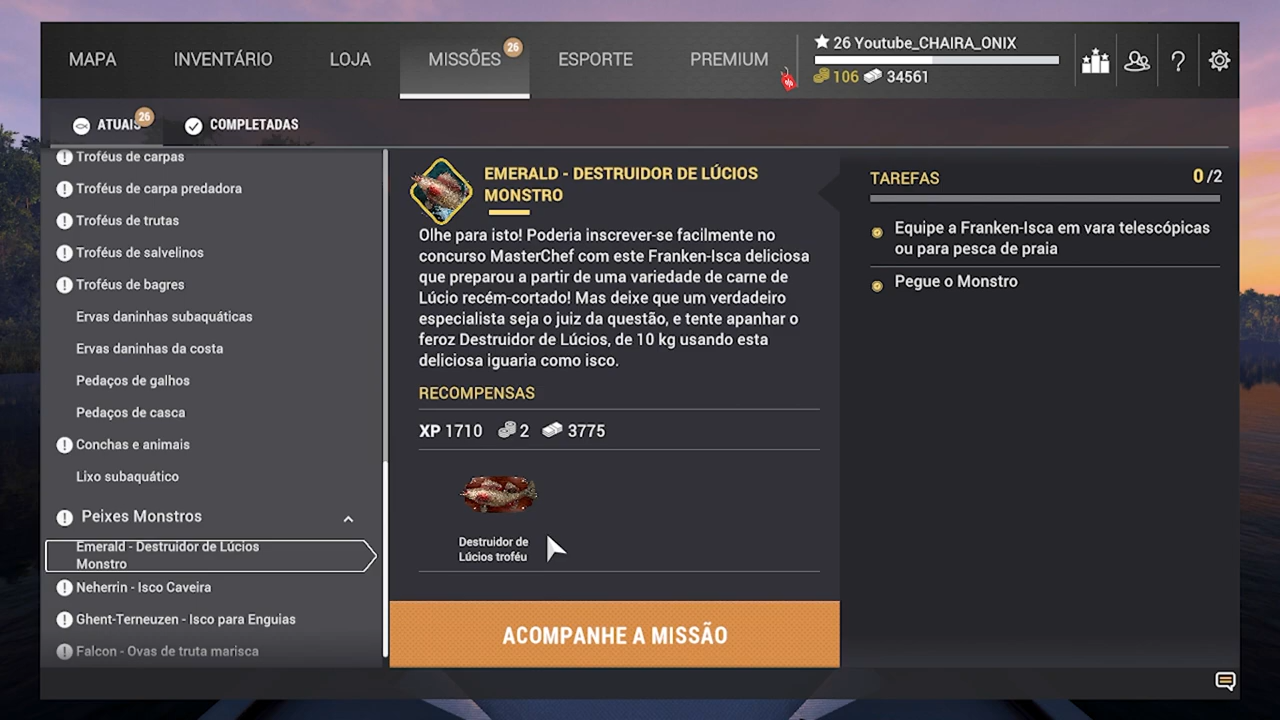 MAPA
INVENTÁRIO
LOJA
MISSÕES 26
ESPORTE
PREMIUM
%
26 Youtube_CHAIRA_ONIX
106 34561
?
ATUAIS 26
COMPLETADAS
Troféus de carpas
Troféus de carpa predadora
Troféus de trutas
Troféus de salvelinos
Troféus de bagres
Ervas daninhas subaquáticas
Ervas daninhas da costa
Pedaços de galhos
Pedaços de casca
Conchas e animais
Lixo subaquático
Peixes Monstros
Emerald - Destruidor de Lúcios
Monstro
Neherrin - Isco Caveira
Ghent-Terneuzen - Isco para Enguias
Falcon - Ovas de truta marisca
EMERALD - DESTRUIDOR DE LÚCIOS
MONSTRO
Olhe para isto! Poderia inscrever-se facilmente no
concurso MasterChef com este Franken-Isca deliciosa
que preparou a partir de uma variedade de carne de
Lúcio recém-cortado! Mas deixe que um verdadeiro
especialista seja o juiz da questão, e tente apanhar o
feroz Destruidor de Lúcios, de 10 kg usando esta
deliciosa iguaria como isco.
RECOMPENSAS
XP 1710 2 3775
Destruidor de
Lúcios troféu
ACOMPANHE A MISSÃO
TAREFAS 0/2
Equipe a Franken-Isca em vara telescópicas
ou para pesca de praia
Pegue o Monstro